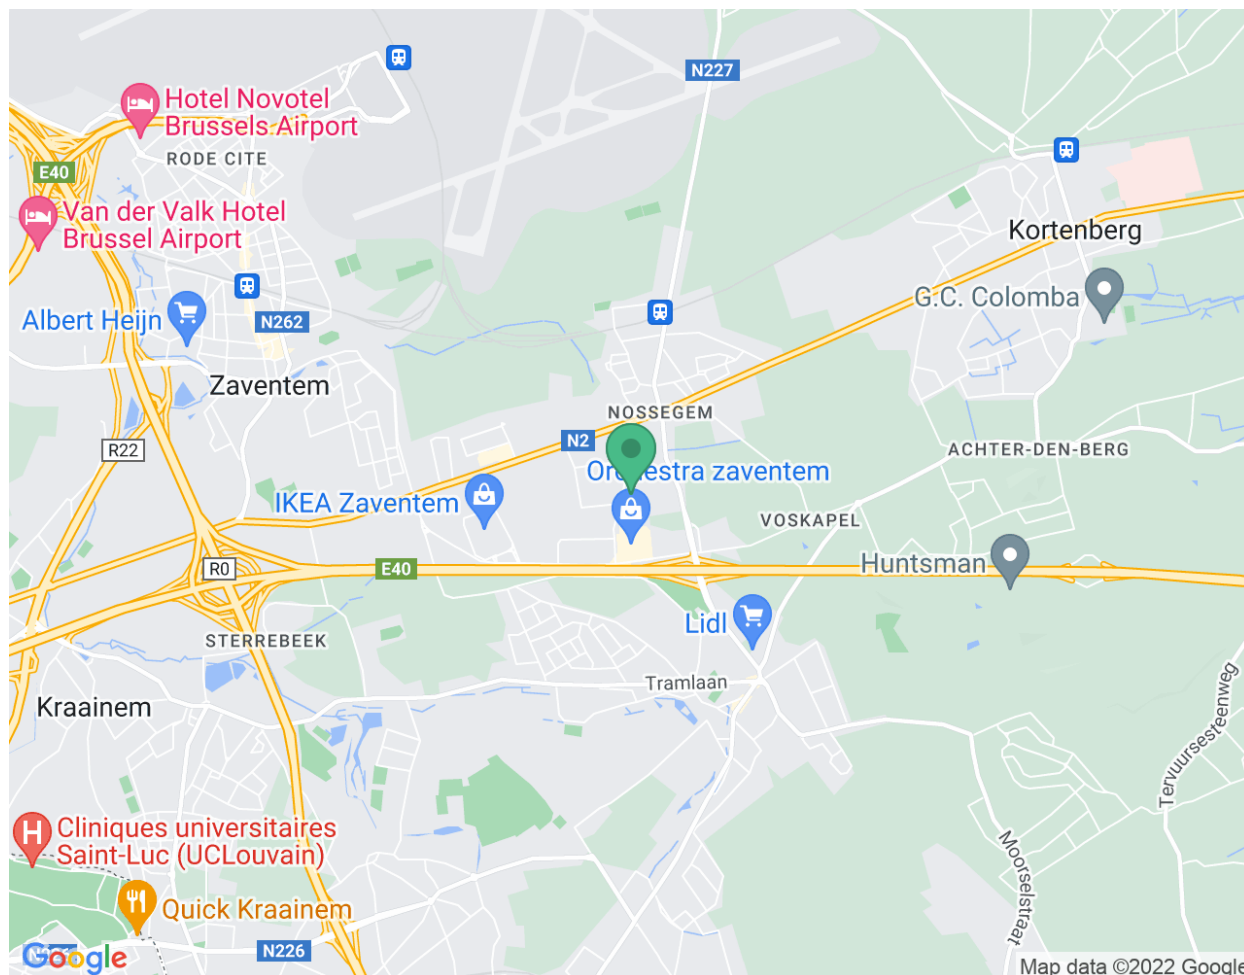 N227
Hotel Novotel
Brussels Airport
RODE CITE
E40
Van der Valk Hotel
Brussel Airport
Kortenberg
G.C. Colomba
Albert Heijn
N262
Zaventem
NOSSEGEM
N2
R22
ACHTER-DEN-BERG
Orchestra zaventem
IKEA Zaventem
VOSKAPEL
R0
E40
Huntsman
Lidl
STERREBEEK
Tramlaan
Kraainem
Tervuursesteenweg
H
Cliniques universitaires
Saint-Luc (UCLouvain)
Moorselstraat
Quick Kraainem
N226
Google
Map data ©2022 Google